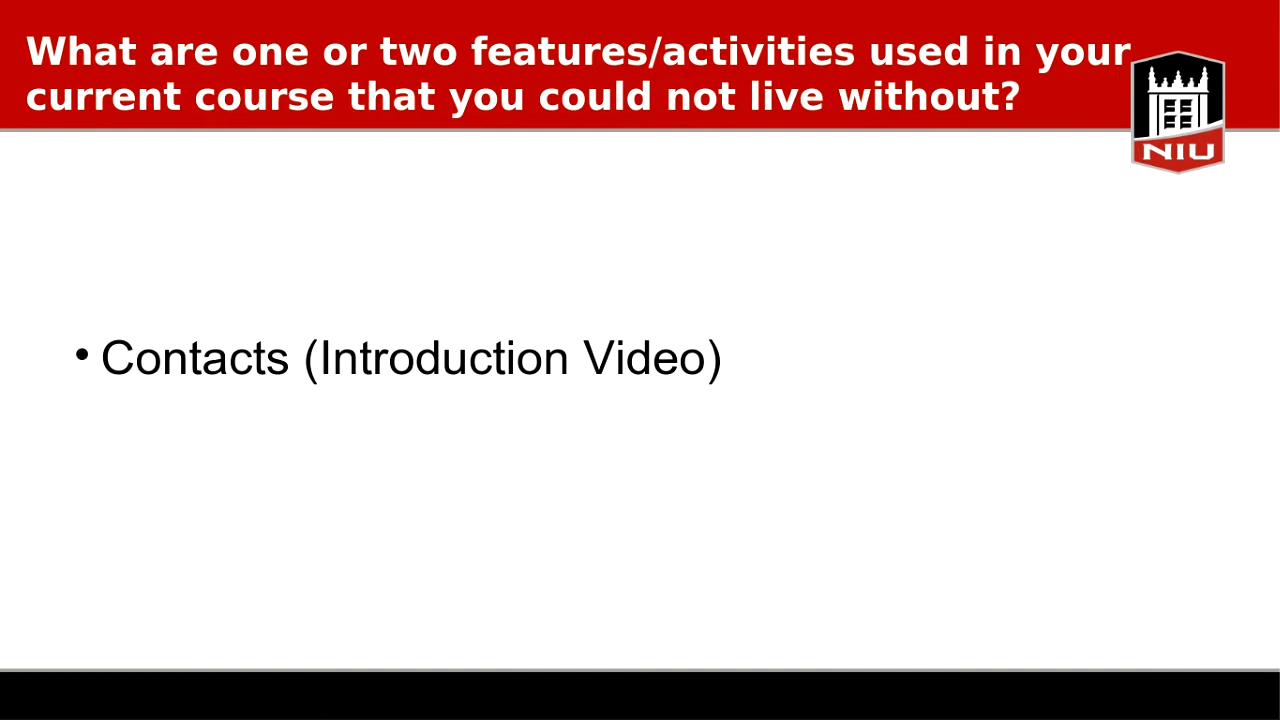 What are one or two features/activities used in your
current course that you could not live without?
NIU
• Contacts (Introduction Video)